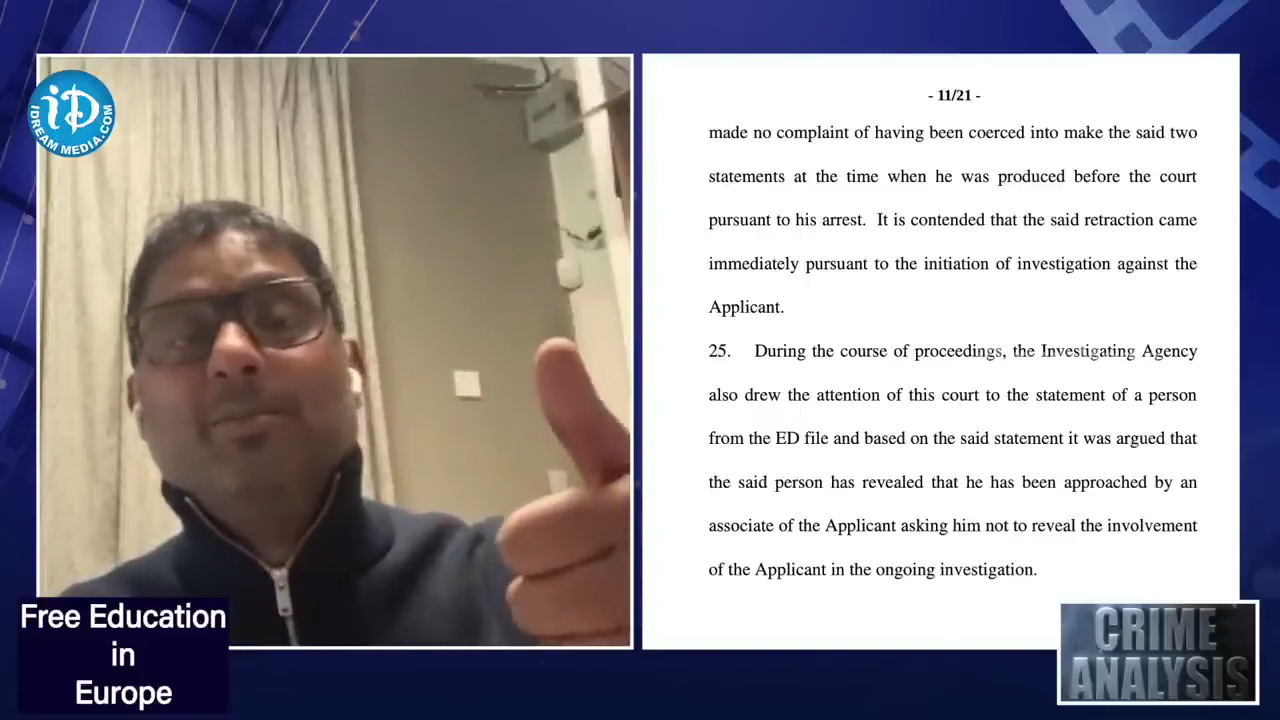 iD
IDREAM MEDIA.COM
- 11/21 -
made no complaint of having been coerced into make the said two
statements at the time when he was produced before the court
pursuant to his arrest. It is contended that the said retraction came
immediately pursuant to the initiation of investigation against the
Applicant.
25. During the course of proceedings, the Investigating Agency
also drew the attention of this court to the statement of a person
from the ED file and based on the said statement it was argued that
the said person has revealed that he has been approached by an
associate of the Applicant asking him not to reveal the involvement
of the Applicant in the ongoing investigation.
Free Education
in
Europe
CRIME
ANALYSIS